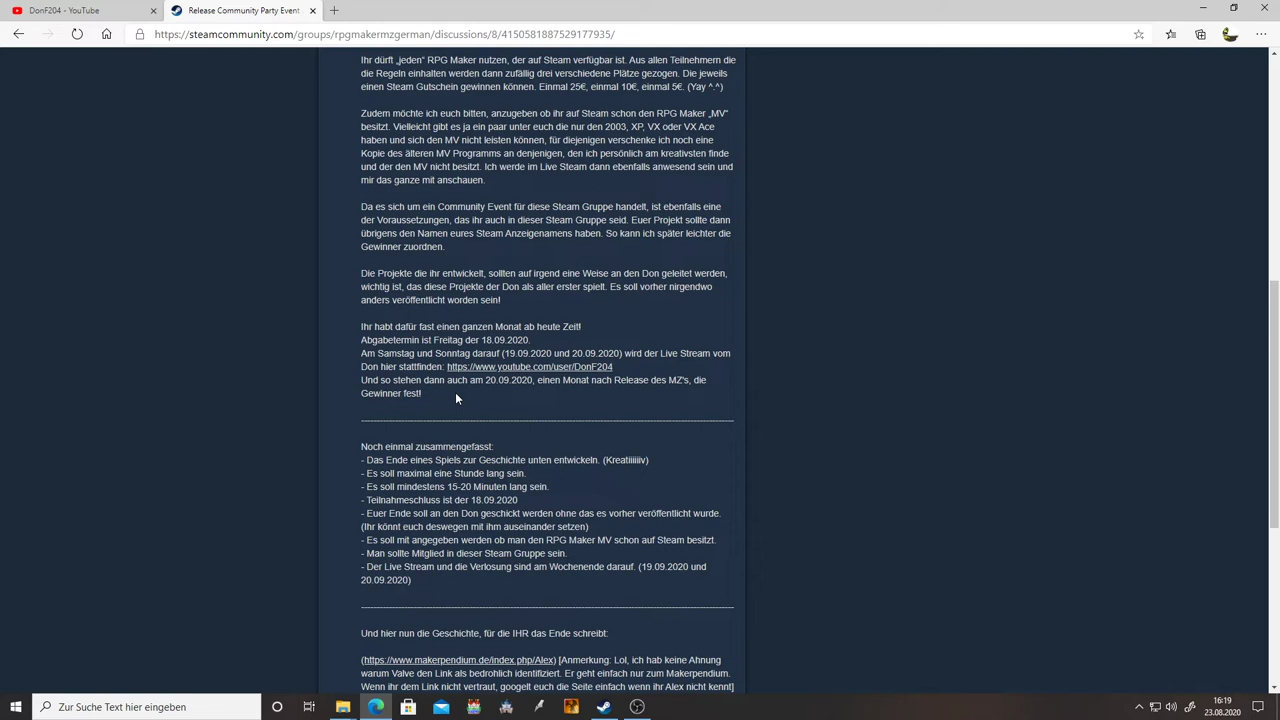 DonF204 - YouTube
Release Community Party Event
https://steamcommunity.com/groups/rpgmakermzgerman/discussions/8/4150581887529177935/
Ihr dürft „jeden“ RPG Maker nutzen, der auf Steam verfügbar ist. Aus allen Teilnehmern die
die Regeln einhalten werden dann zufällig drei verschiedene Plätze gezogen. Die jeweils
einen Steam Gutschein gewinnen können. Einmal 25€, einmal 10€, einmal 5€. (Yay ^.^)
Zudem möchte ich euch bitten, anzugeben ob ihr auf Steam schon den RPG Maker „MV“
besitzt. Vielleicht gibt es ja ein paar unter euch die nur den 2003, XP, VX oder VX Ace
haben und sich den MV nicht leisten können, für diejenigen verschenke ich noch eine
Kopie des älteren MV Programms an denjenigen, den ich persönlich am kreativsten finde
und der den MV nicht besitzt. Ich werde im Live Steam dann ebenfalls anwesend sein und
mir das ganze mit anschauen.
Da es sich um ein Community Event für diese Steam Gruppe handelt, ist ebenfalls eine
der Voraussetzungen, das ihr auch in dieser Steam Gruppe seid. Euer Projekt sollte dann
übrigens den Namen eures Steam Anzeigenamens haben. So kann ich später leichter die
Gewinner zuordnen.
Die Projekte die ihr entwickelt, sollten auf irgend eine Weise an den Don geleitet werden,
wichtig ist, das diese Projekte der Don als aller erster spielt. Es soll vorher nirgendwo
anders veröffentlicht worden sein!
Ihr habt dafür fast einen ganzen Monat ab heute Zeit!
Abgabetermin ist Freitag der 18.09.2020.
Am Samstag und Sonntag darauf (19.09.2020 und 20.09.2020) wird der Live Stream vom
Don hier stattfinden: https://www.youtube.com/user/DonF204
Und so stehen dann auch am 20.09.2020, einen Monat nach Release des MZ's, die
Gewinner fest!
Noch einmal zusammengefasst:
- Das Ende eines Spiels zur Geschichte unten entwickeln. (Kreatiiiiiiv)
- Es soll maximal eine Stunde lang sein.
- Es soll mindestens 15-20 Minuten lang sein.
- Teilnahmeschluss ist der 18.09.2020
- Euer Ende soll an den Don geschickt werden ohne das es vorher veröffentlicht wurde.
(Ihr könnt euch deswegen mit ihm auseinander setzen)
- Es soll mit angegeben werden ob man den RPG Maker MV schon auf Steam besitzt.
- Man sollte Mitglied in dieser Steam Gruppe sein.
- Der Live Stream und die Verlosung sind am Wochenende darauf. (19.09.2020 und
20.09.2020)
Und hier nun die Geschichte, für die IHR das Ende schreibt:
(https://www.makerpendium.de/index.php/Alex) [Anmerkung: Lol, ich hab keine Ahnung
warum Valve den Link als bedrohlich identifiziert. Er geht einfach nur zum Makerpendium.
Wenn ihr dem Link nicht vertraut, googelt euch die Seite einfach wenn ihr Alex nicht kennt]
Zur Suche Text hier eingeben
16:19
23.08.2020